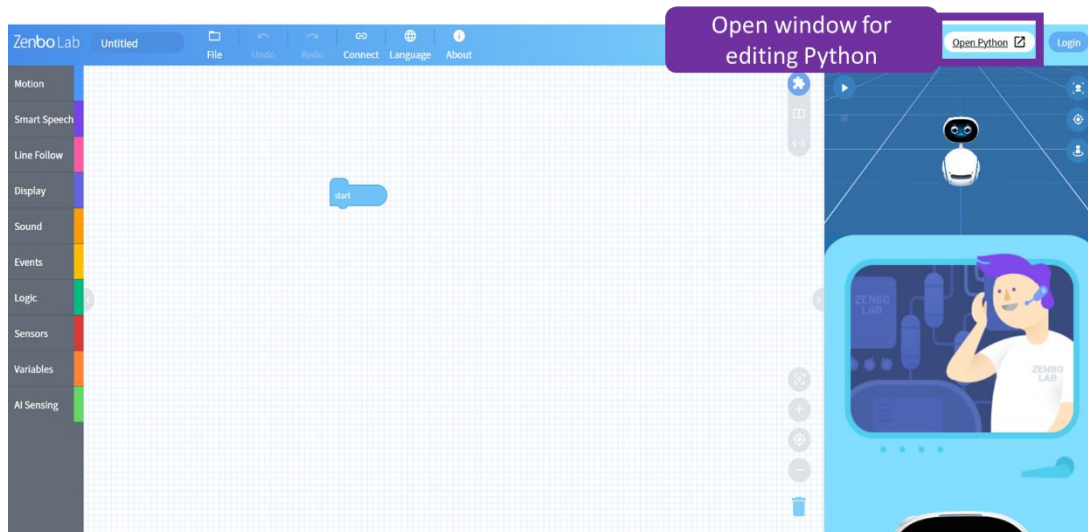 Open window for
editing Python
Zenbo Lab
Untitled
File
Undo
Redo
Connect
Language
About
Open Python
Login
Motion
Smart Speech
Line Follow
Display
Sound
Events
Logic
Sensors
Variables
AI Sensing
start
ZENBO
LAB
ZENBO
LAB